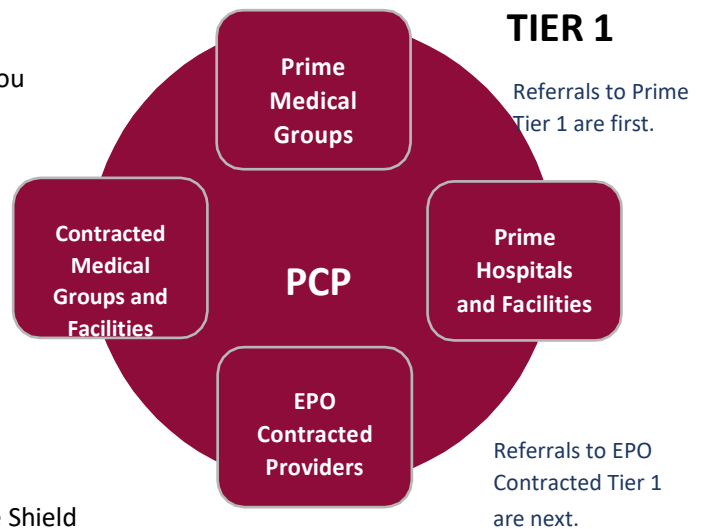 TIER 1
ou
Prime
Medical
Groups
Referrals to Prime
Tier 1 are first.
Contracted
Medical
Groups and
Facilities
PCP
Prime
Hospitals
and Facilities
EPO
Contracted
Providers
Referrals to EPO
Contracted Tier 1
are next.
Shield